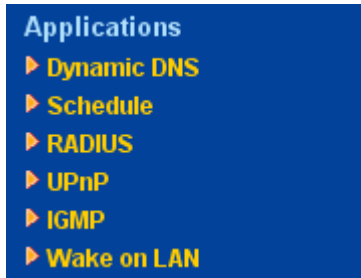 Applications
Dynamic DNS
Schedule
RADIUS
UPnP
IGMP
Wake on LAN